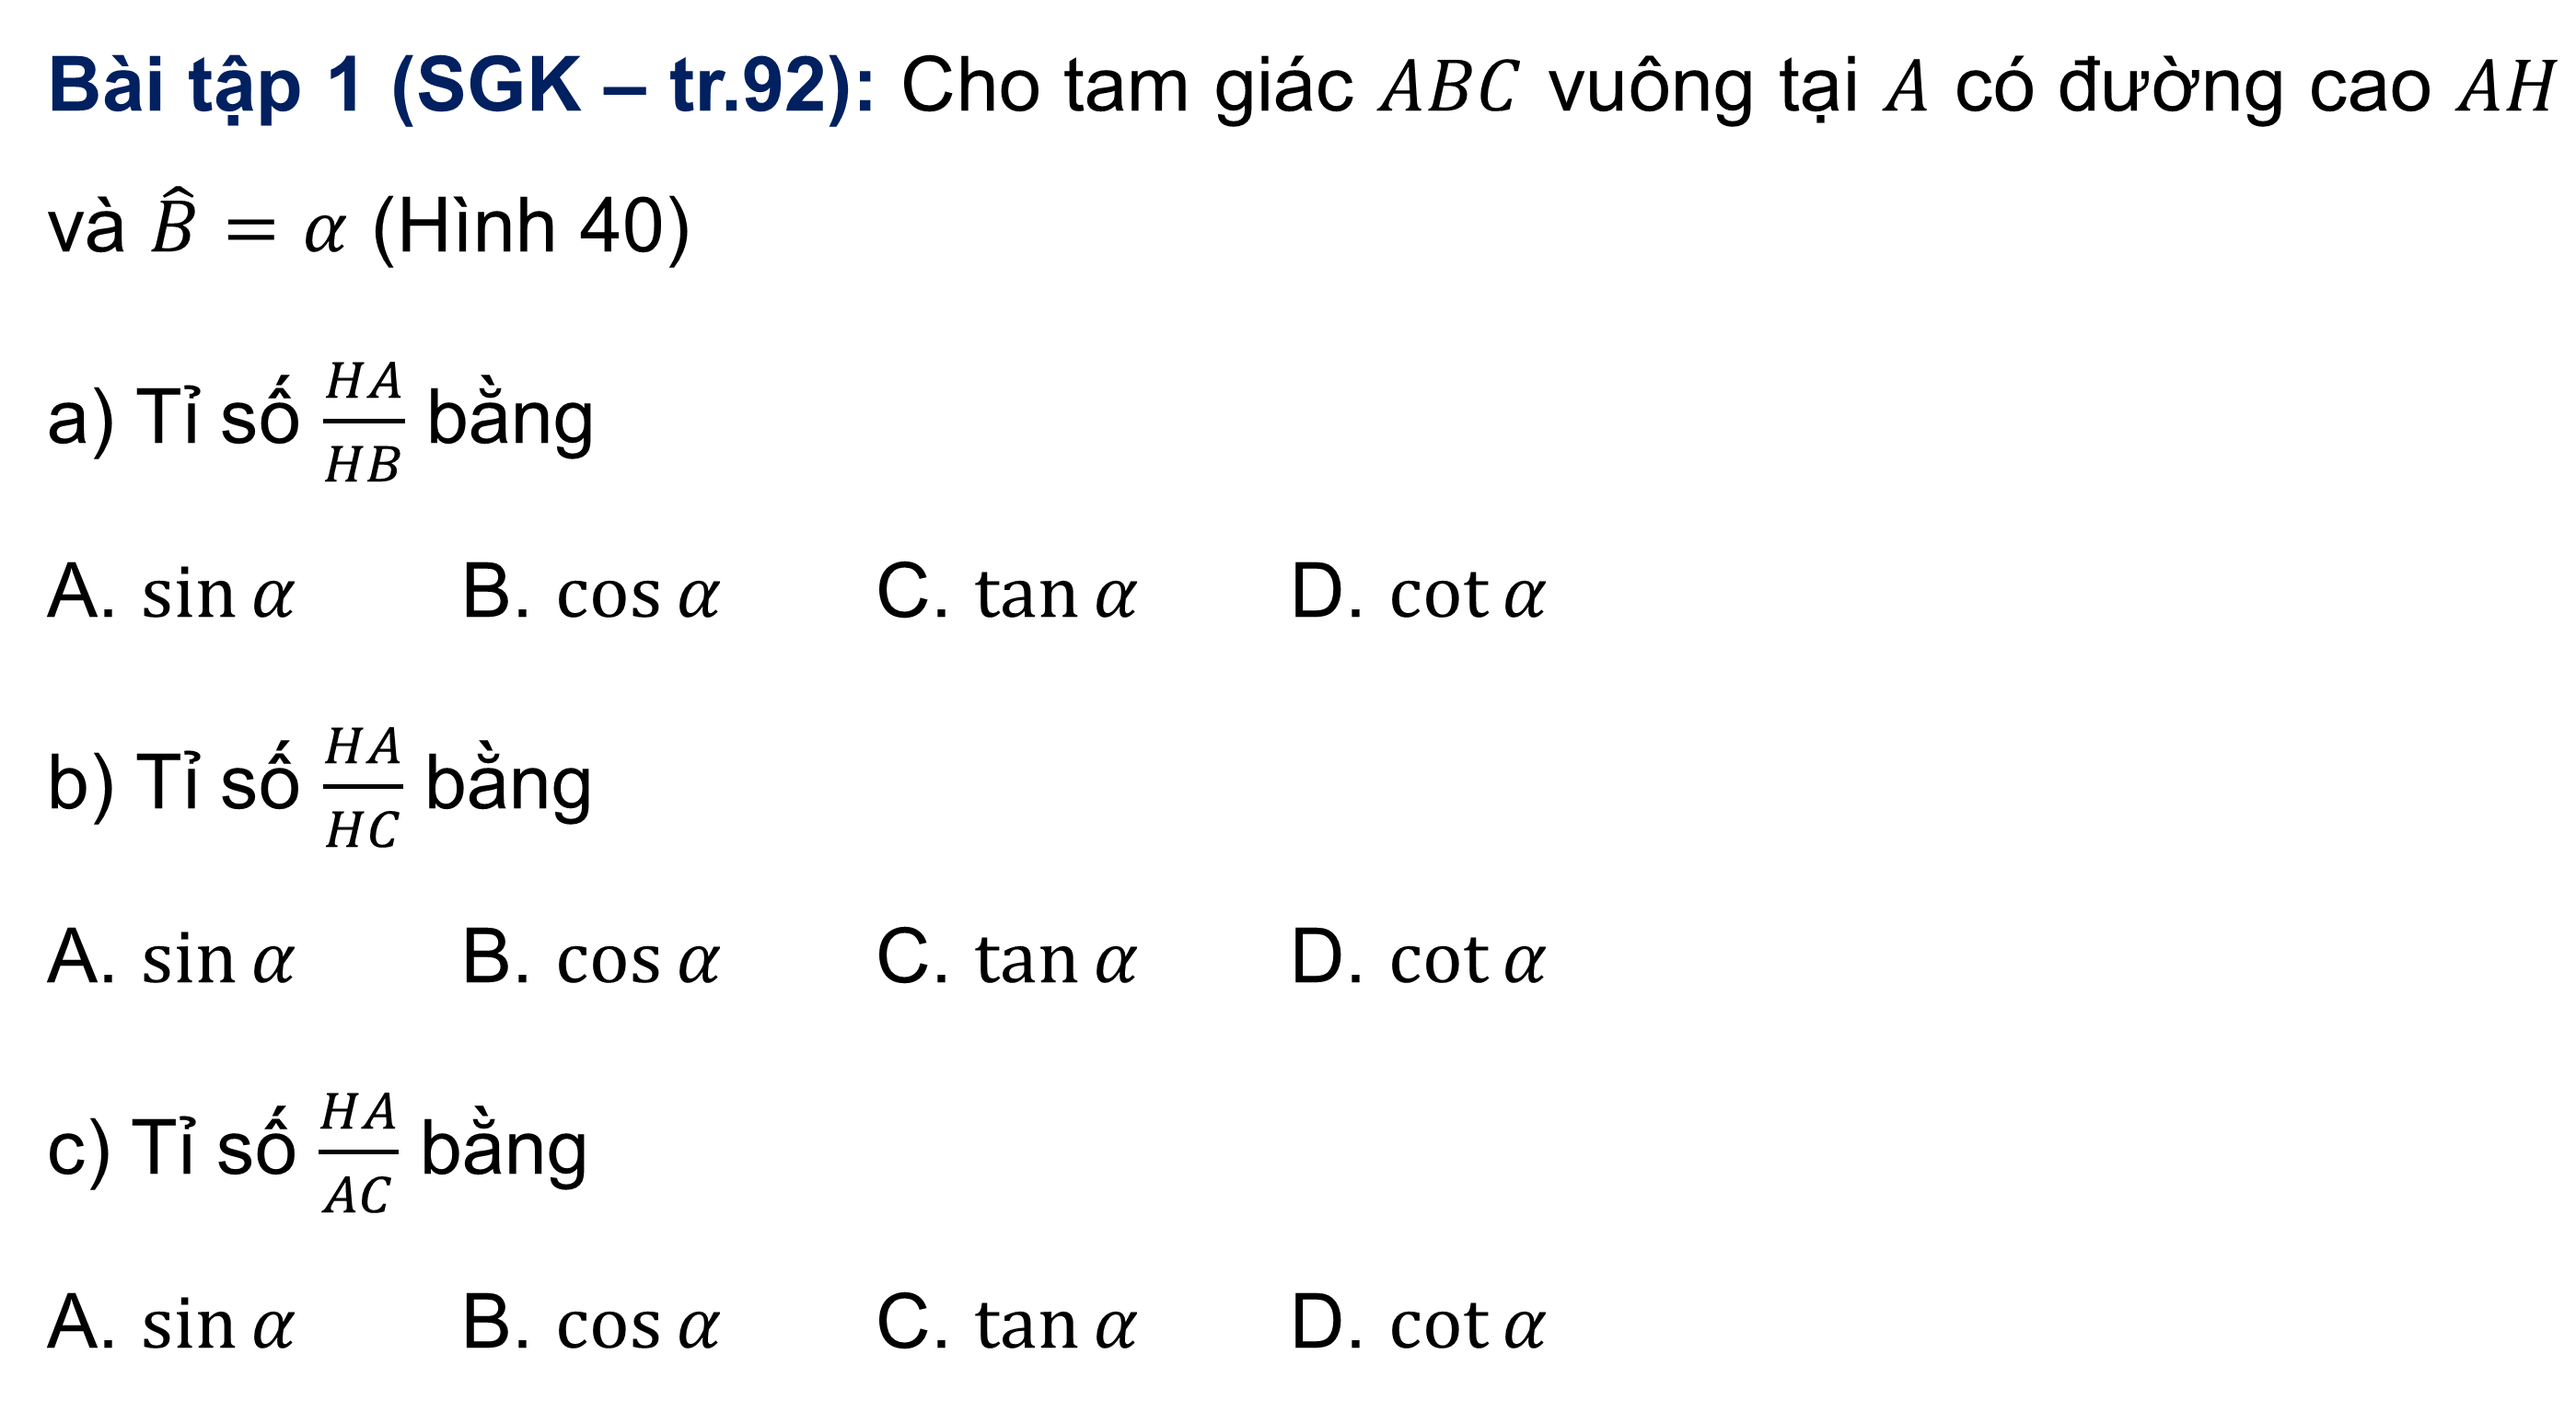 Bài tập 1 (SGK – tr.92): Cho tam giác ABC vuông tại A có đường cao AH
và B̂ = α (Hình 40)
a) Tỉ số HA/HB bằng
A. sin α B. cos α C. tan α D. cot α
b) Tỉ số HA/HC bằng
A. sin α B. cos α C. tan α D. cot α
c) Tỉ số HA/AC bằng
A. sin α B. cos α C. tan α D. cot α